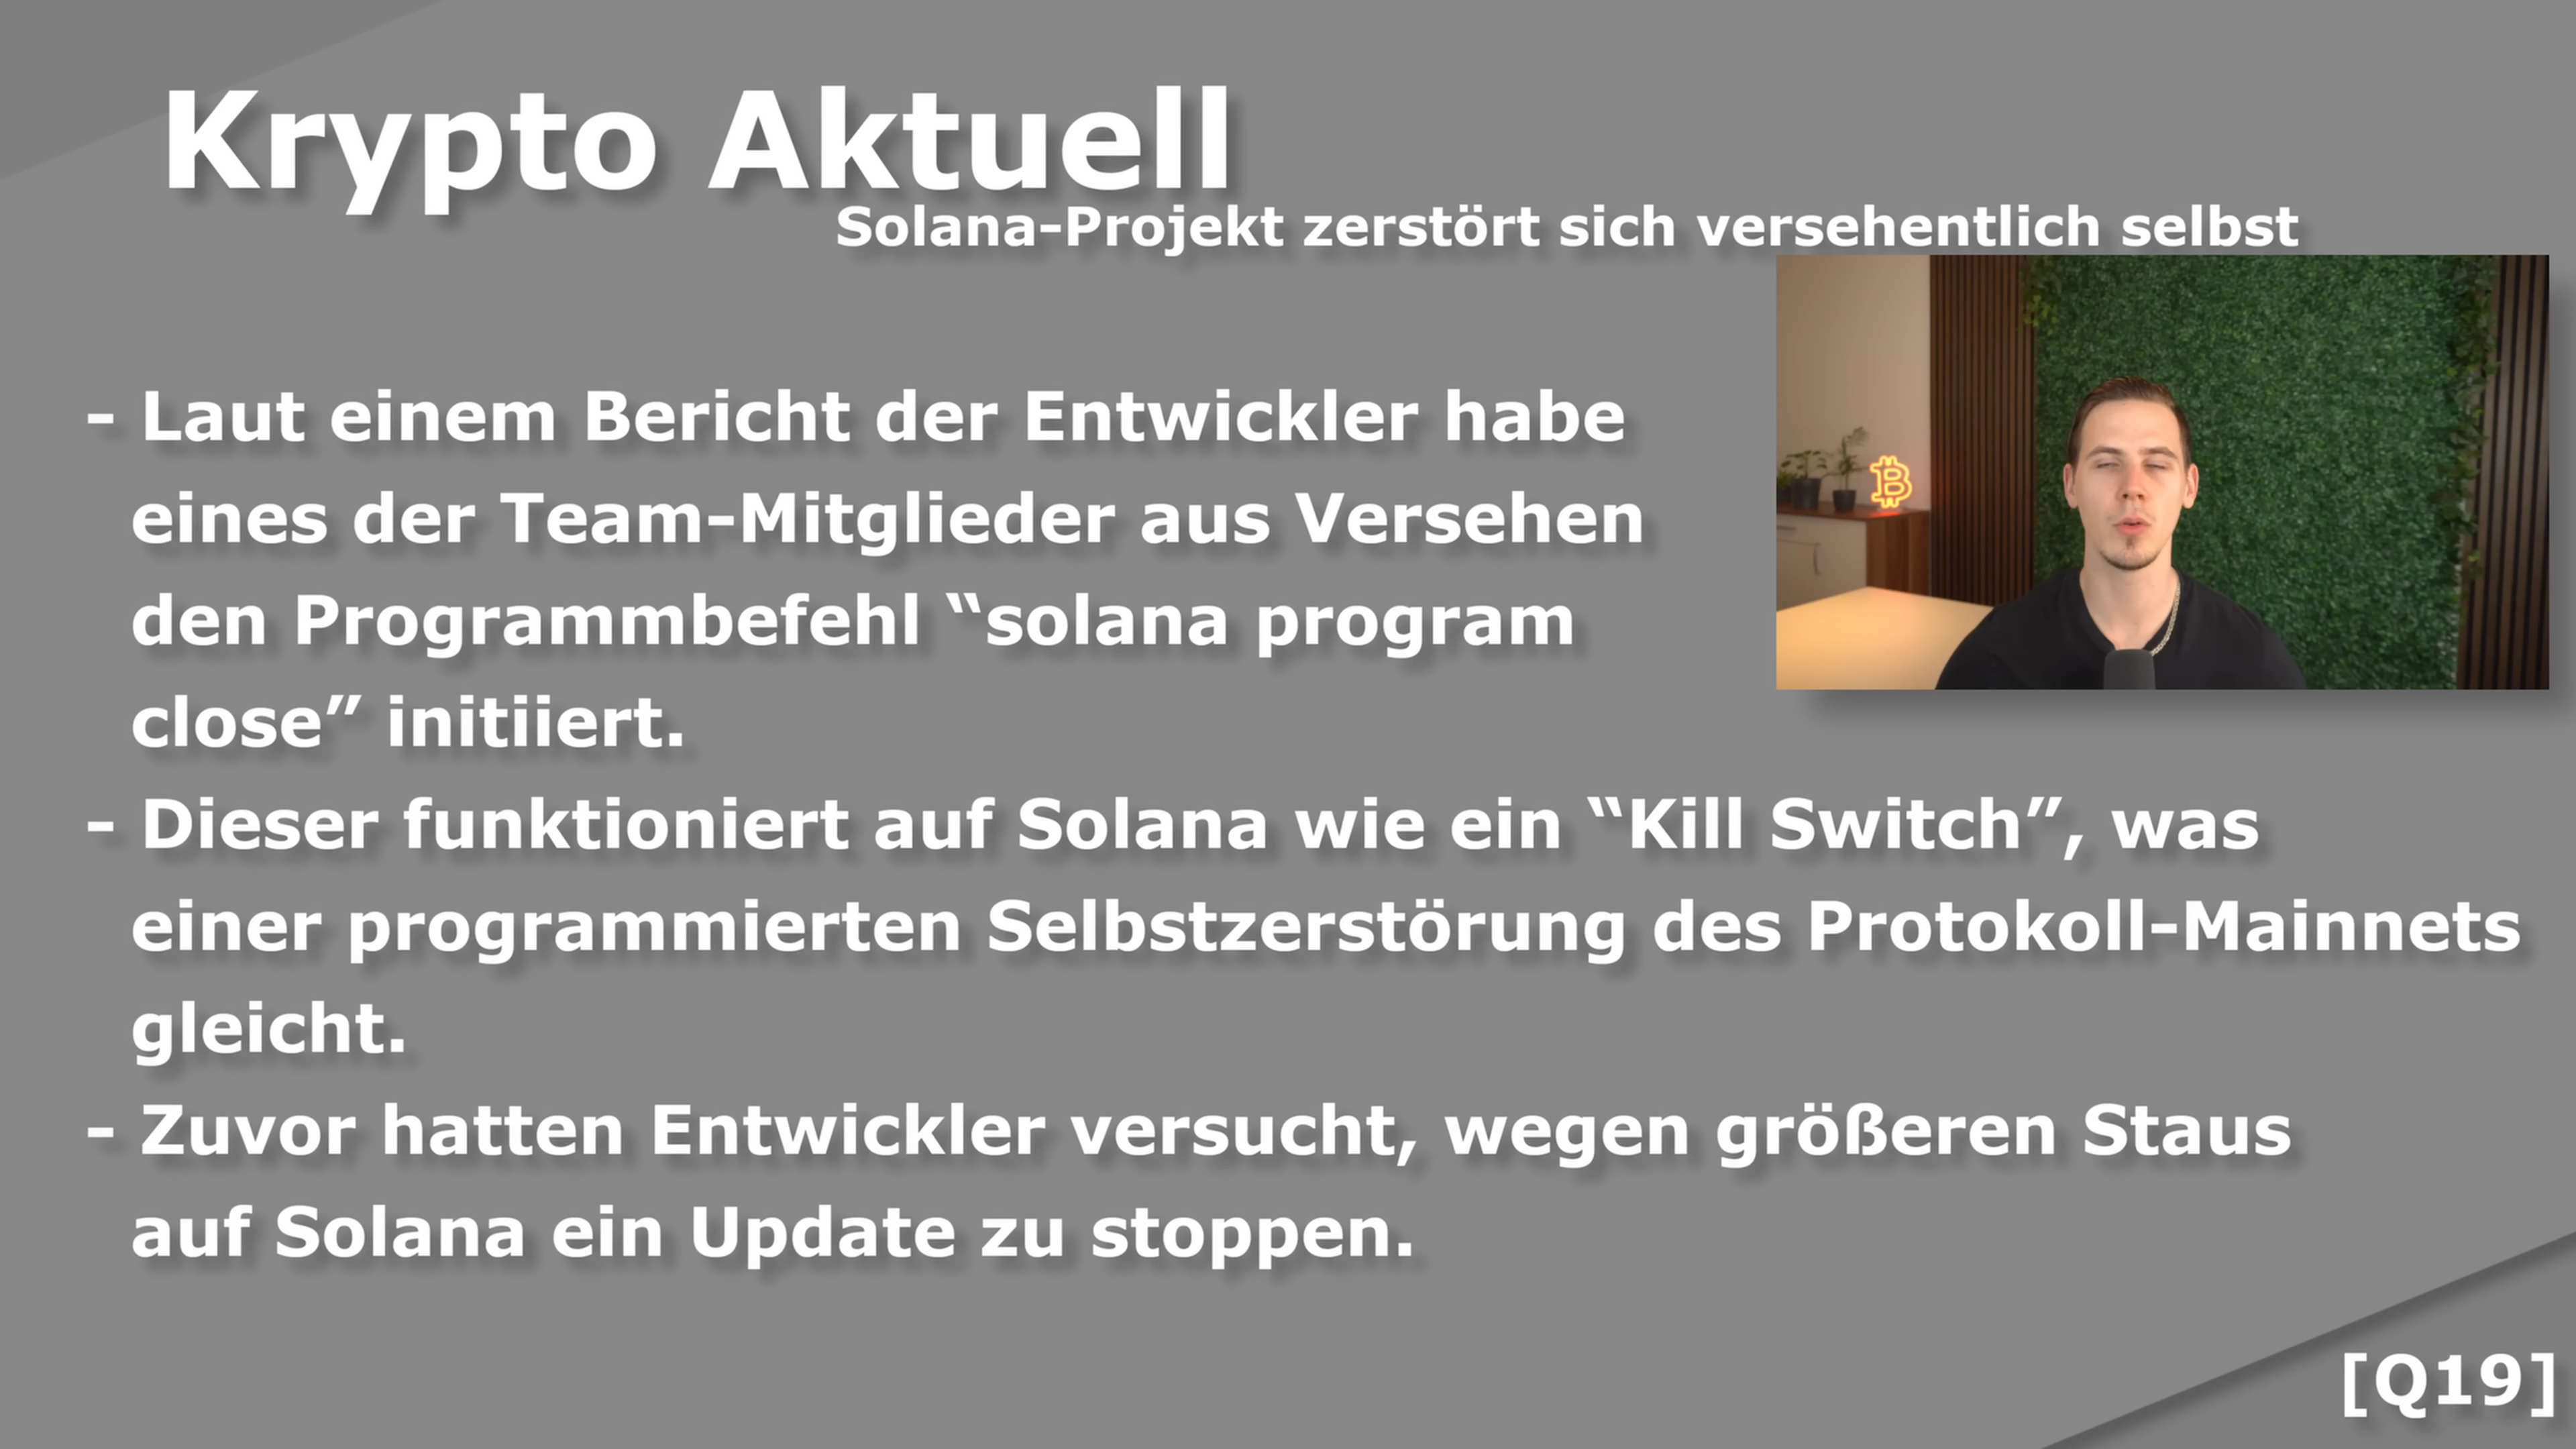 Krypto Aktuell
Solana-Projekt zerstört sich versehentlich selbst
- Laut einem Bericht der Entwickler habe
eines der Team-Mitglieder aus Versehen
den Programmbefehl “solana program
close” initiiert.
- Dieser funktioniert auf Solana wie ein “Kill Switch”, was
einer programmierten Selbstzerstörung des Protokoll-Mainnets
gleicht.
- Zuvor hatten Entwickler versucht, wegen größeren Staus
auf Solana ein Update zu stoppen.
[Q19]